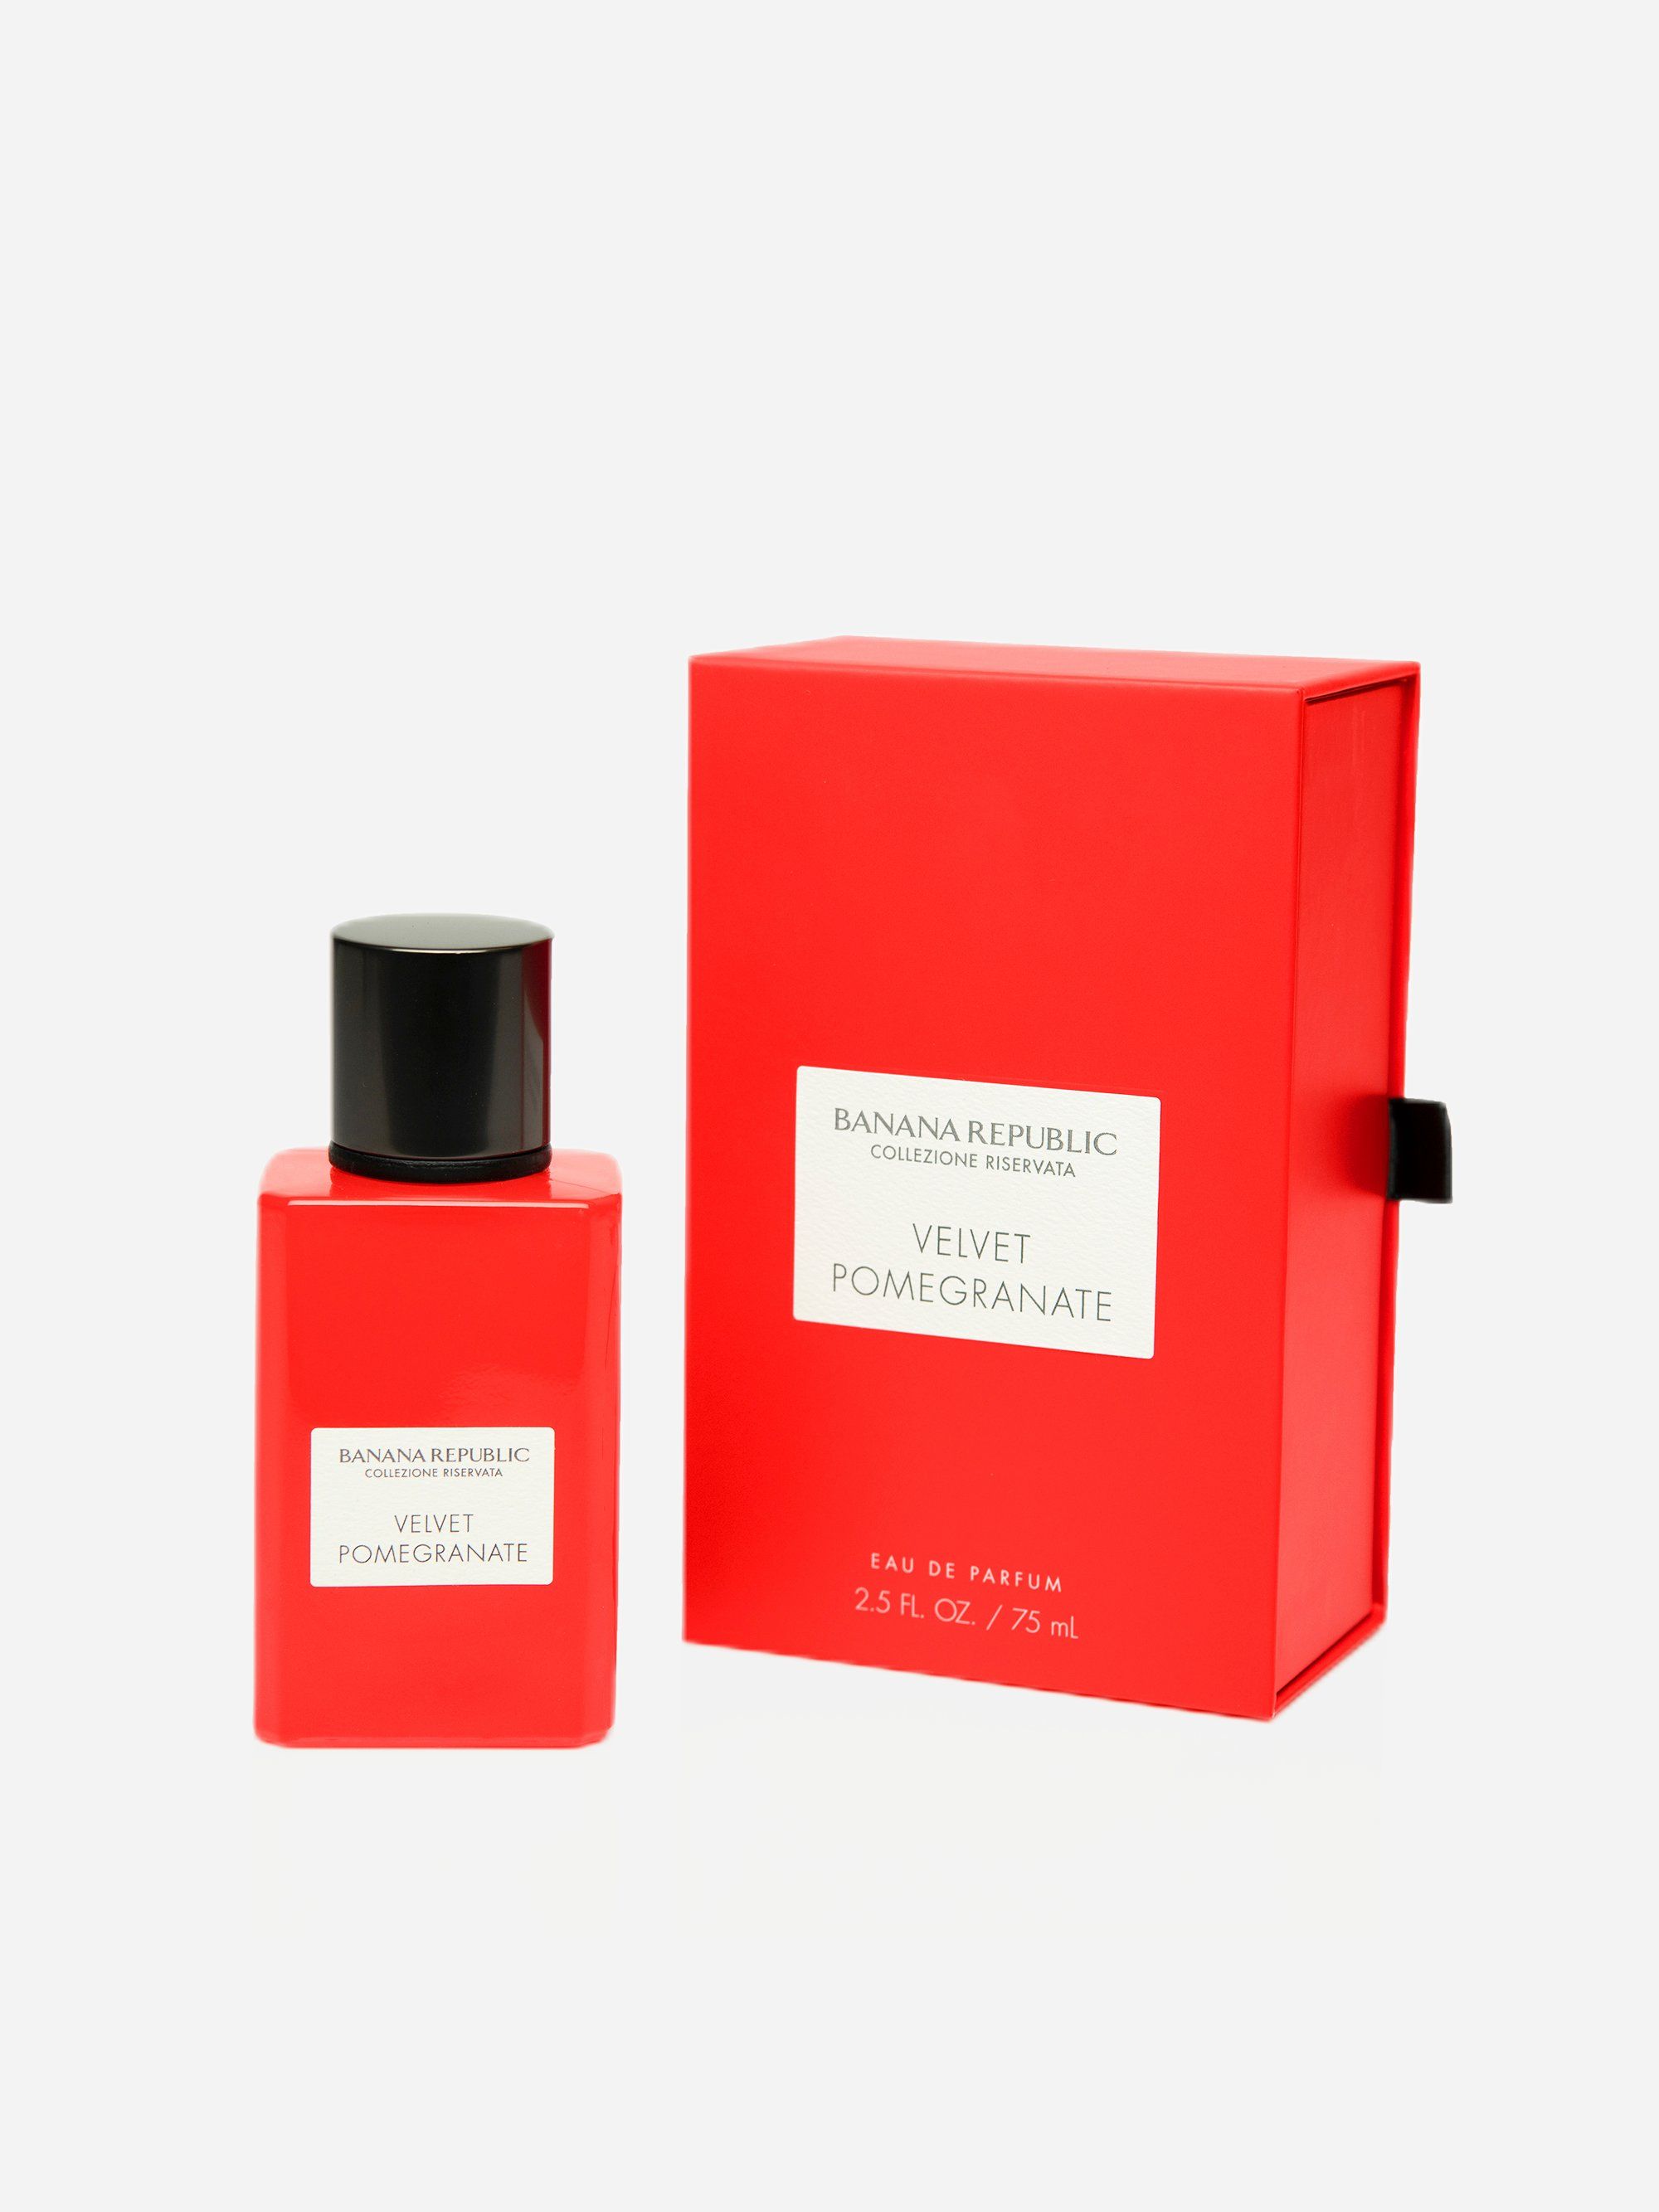 BANANA REPUBLIC
COLLEZIONE RISERVATA
VELVET
POMEGRANATE
BANANA REPUBLIC
COLLEZIONE RISERVATA
VELVET
POMEGRANATE
EAU DE PARFUM
2.5 FL. OZ. / 75 mL